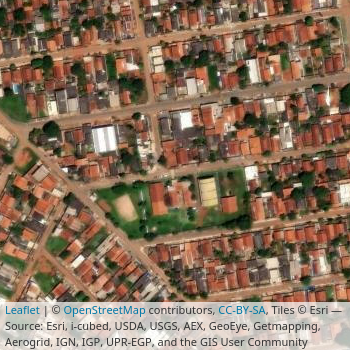 Leaflet | © OpenStreetMap contributors, CC-BY-SA, Tiles © Esri —
Source: Esri, i-cubed, USDA, USGS, AEX, GeoEye, Getmapping,
Aerogrid, IGN, IGP, UPR-EGP, and the GIS User Community